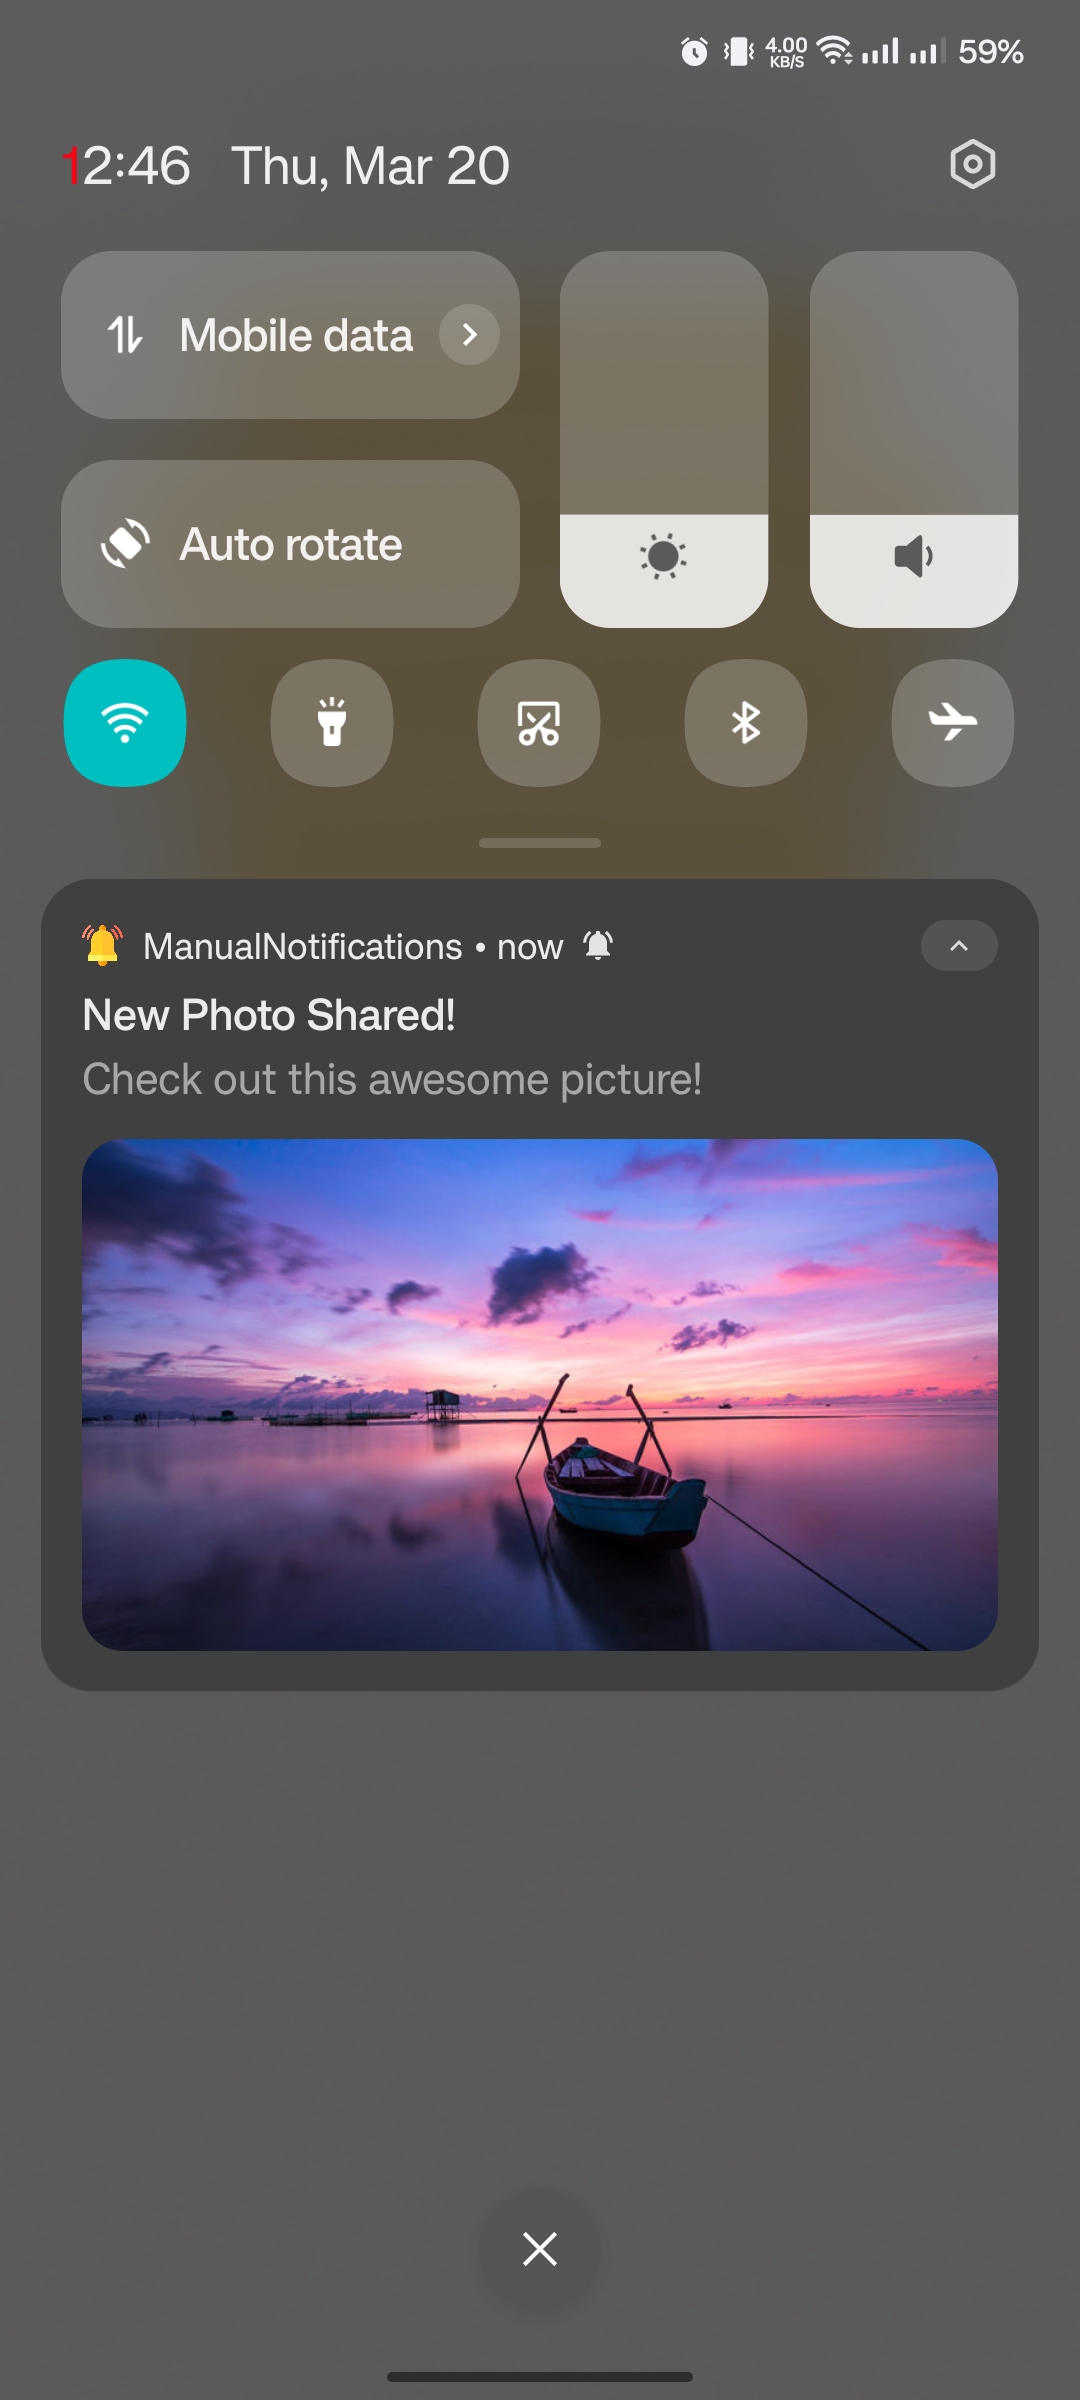 4.00
KB/S
59%
12:46 Thu, Mar 20
Mobile data
Auto rotate
ManualNotifications • now
New Photo Shared!
Check out this awesome picture!